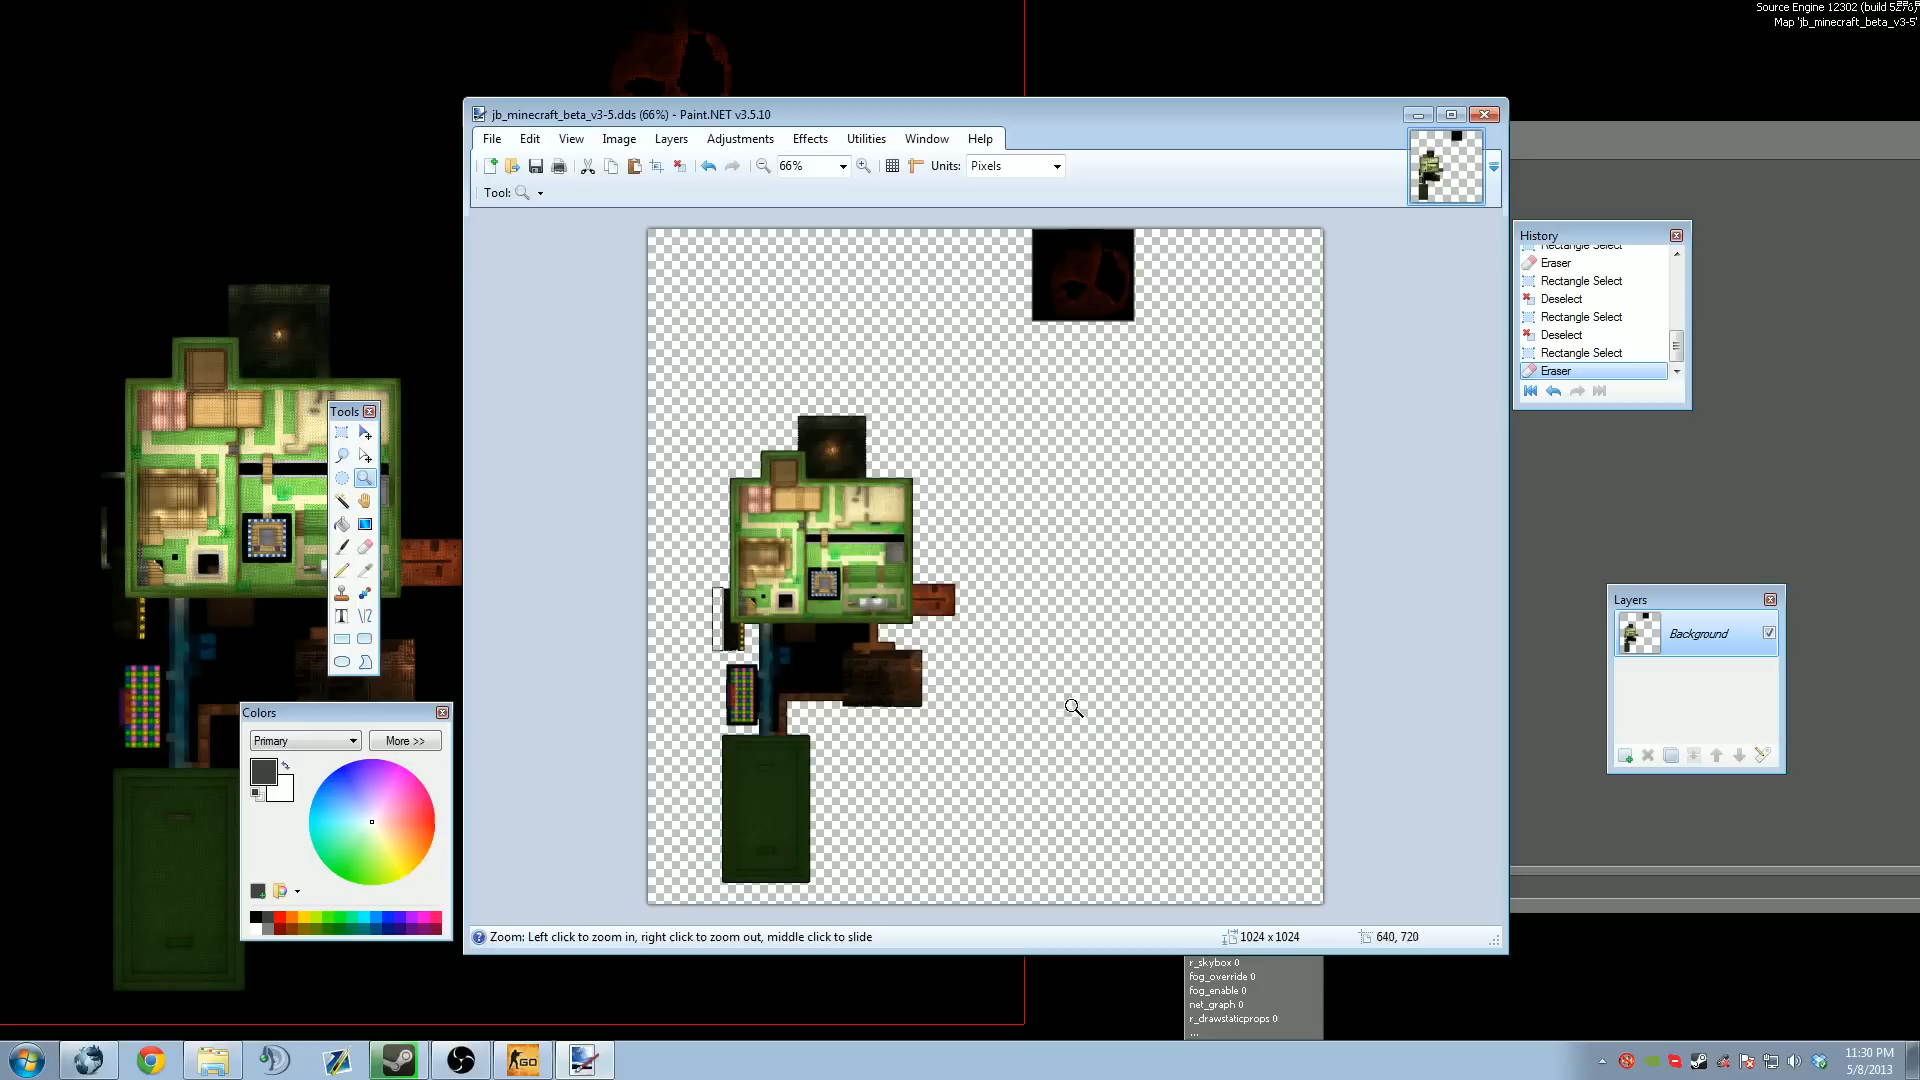 Source Engine 12302 (build 5276)
Map 'jb_minecraft_beta_v3-5'
jb_minecraft_beta_v3-5.dds (66%) - Paint.NET v3.5.10
File Edit View Image Layers Adjustments Effects Utilities Window Help
66% Units: Pixels
Tool:
History
Rectangle Select
Eraser
Rectangle Select
Deselect
Rectangle Select
Deselect
Rectangle Select
Eraser
Tools
Layers
Background
Colors
Primary More >>
Zoom: Left click to zoom in, right click to zoom out, middle click to slide
1024 x 1024
640, 720
r_skybox 0
fog_override 0
fog_enable 0
net_graph 0
r_drawstaticprops 0
...
GO
11:30 PM
5/8/2013